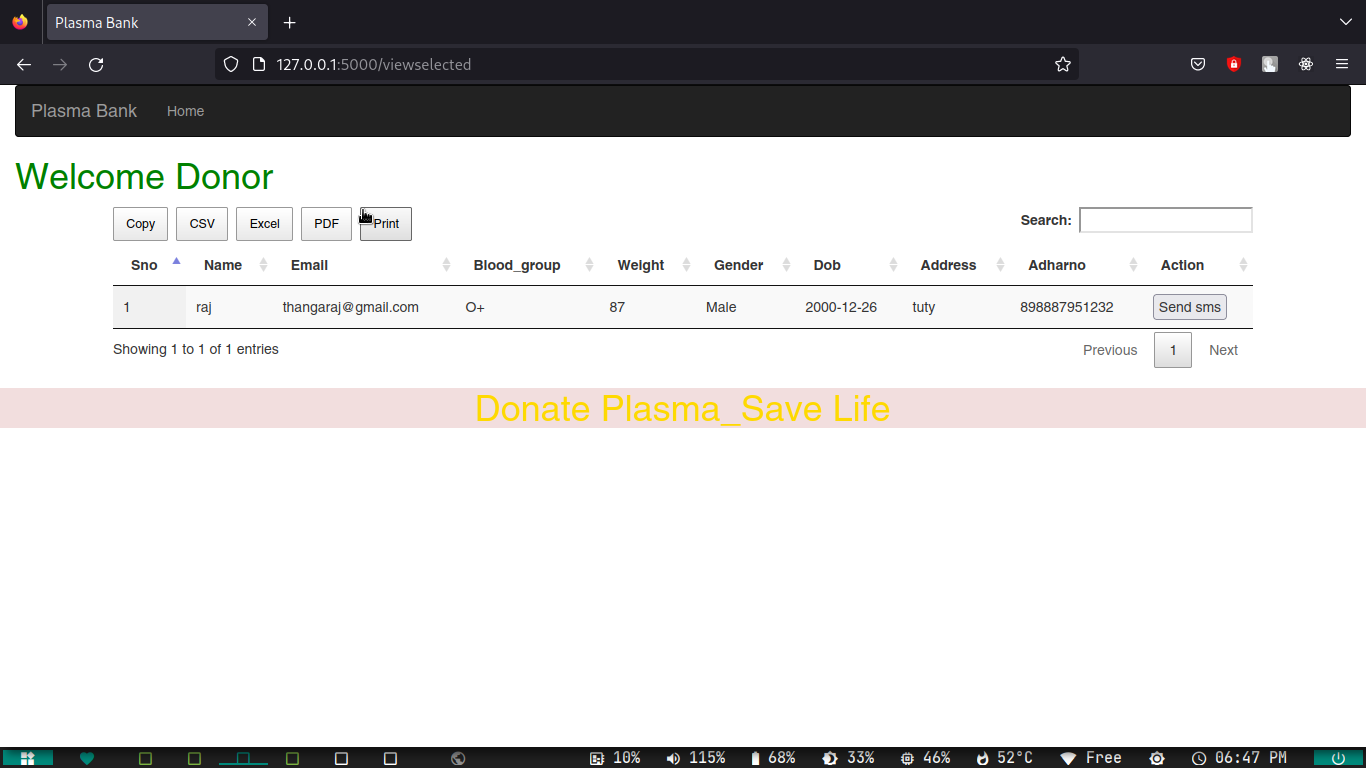 Plasma Bank
127.0.0.1:5000/viewselected
Plasma Bank Home
Welcome Donor
Copy CSV Excel PDF Print Search:
Sno Name Email Blood_group Weight Gender Dob Address Adharno Action
1 raj thangaraj@gmail.com O+ 87 Male 2000-12-26 tuty 898887951232 Send sms
Showing 1 to 1 of 1 entries Previous 1 Next
Donate Plasma_Save Life
10% 115% 68% 33% 46% 52°C Free 06:47 PM